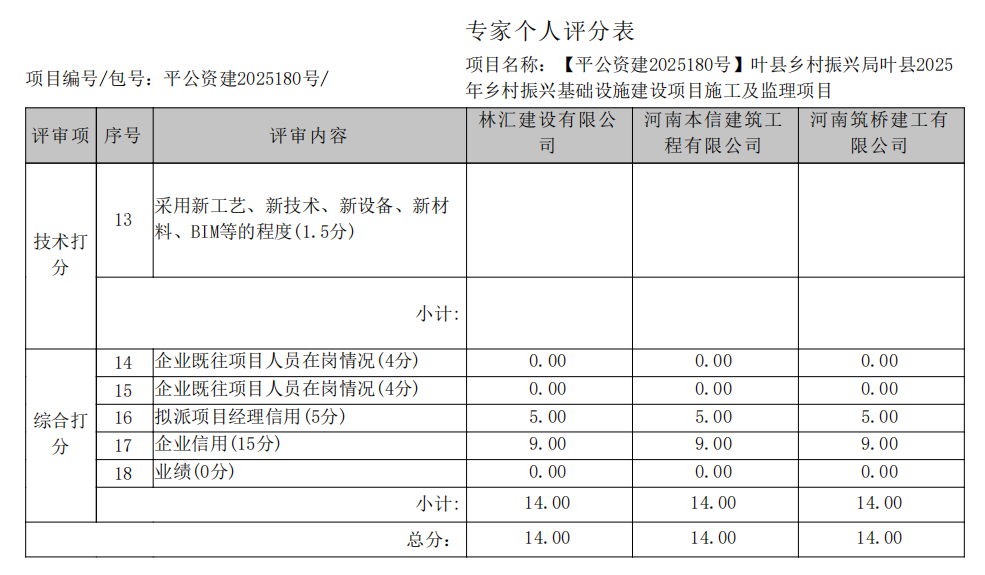 专家个人评分表
项目编号/包号: 平公资建2025180号/
项目名称: 【平公资建2025180号】叶县乡村振兴局叶县2025
年乡村振兴基础设施建设项目施工及监理项目
评审项 序号 评审内容 林汇建设有限公司 河南本信建筑工程有限公司 河南筑桥建工有限公司
技术打分
13 采用新工艺、新技术、新设备、新材
料、BIM等的程度(1.5分)
小计:
综合打分
14 企业既往项目人员在岗情况(4分) 0.00 0.00 0.00
15 企业既往项目人员在岗情况(4分) 0.00 0.00 0.00
16 拟派项目经理信用(5分) 5.00 5.00 5.00
17 企业信用(15分) 9.00 9.00 9.00
18 业绩(0分) 0.00 0.00 0.00
小计: 14.00 14.00 14.00
总分: 14.00 14.00 14.00